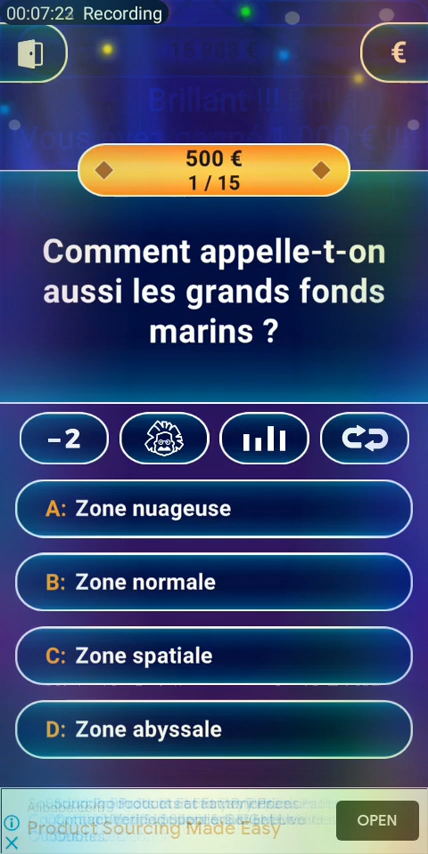 00:07:22 Recording
€
Brillant !!!
500 €
1 / 15
Comment appelle-t-on
aussi les grands fonds
marins ?
–2
A: Zone nuageuse
B: Zone normale
C: Zone spatiale
D: Zone abyssale
Product Sourcing Made Easy
OPEN